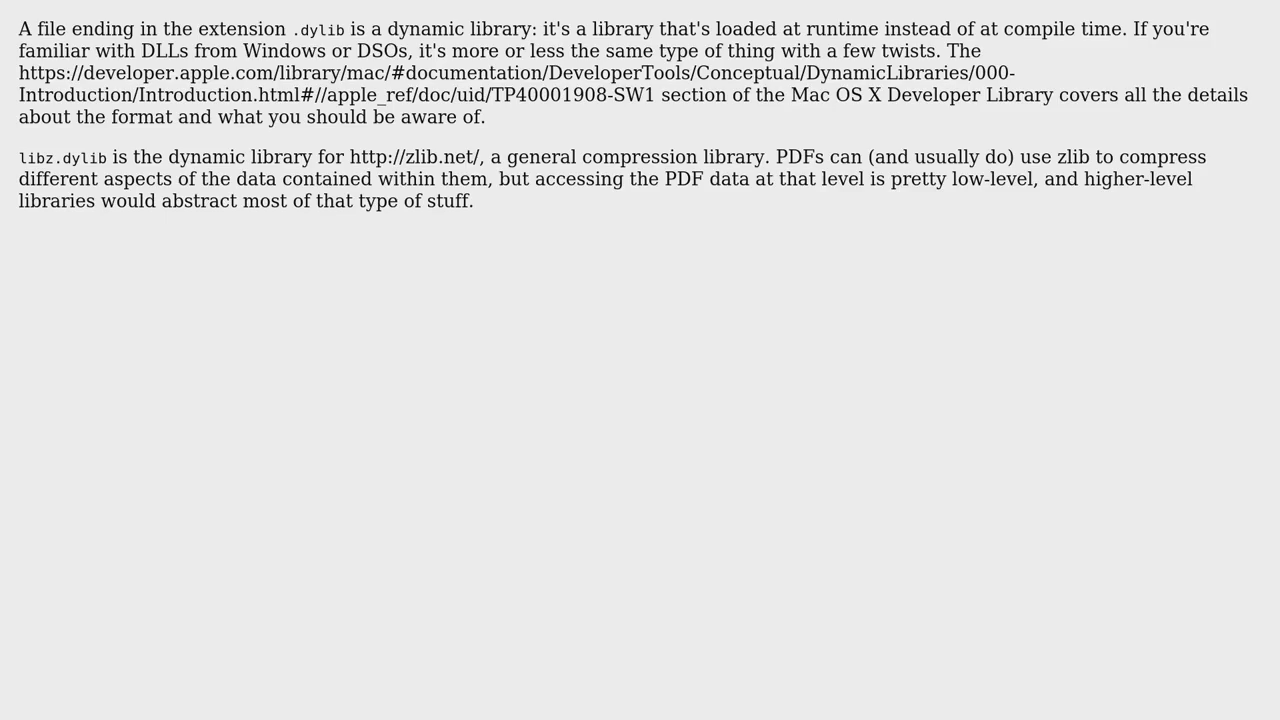 A file ending in the extension .dylib is a dynamic library: it's a library that's loaded at runtime instead of at compile time. If you're
familiar with DLLs from Windows or DSOs, it's more or less the same type of thing with a few twists. The
https://developer.apple.com/library/mac/#documentation/DeveloperTools/Conceptual/DynamicLibraries/000-
Introduction/Introduction.html#//apple_ref/doc/uid/TP40001908-SW1 section of the Mac OS X Developer Library covers all the details
about the format and what you should be aware of.
libz.dylib is the dynamic library for http://zlib.net/, a general compression library. PDFs can (and usually do) use zlib to compress
different aspects of the data contained within them, but accessing the PDF data at that level is pretty low-level, and higher-level
libraries would abstract most of that type of stuff.